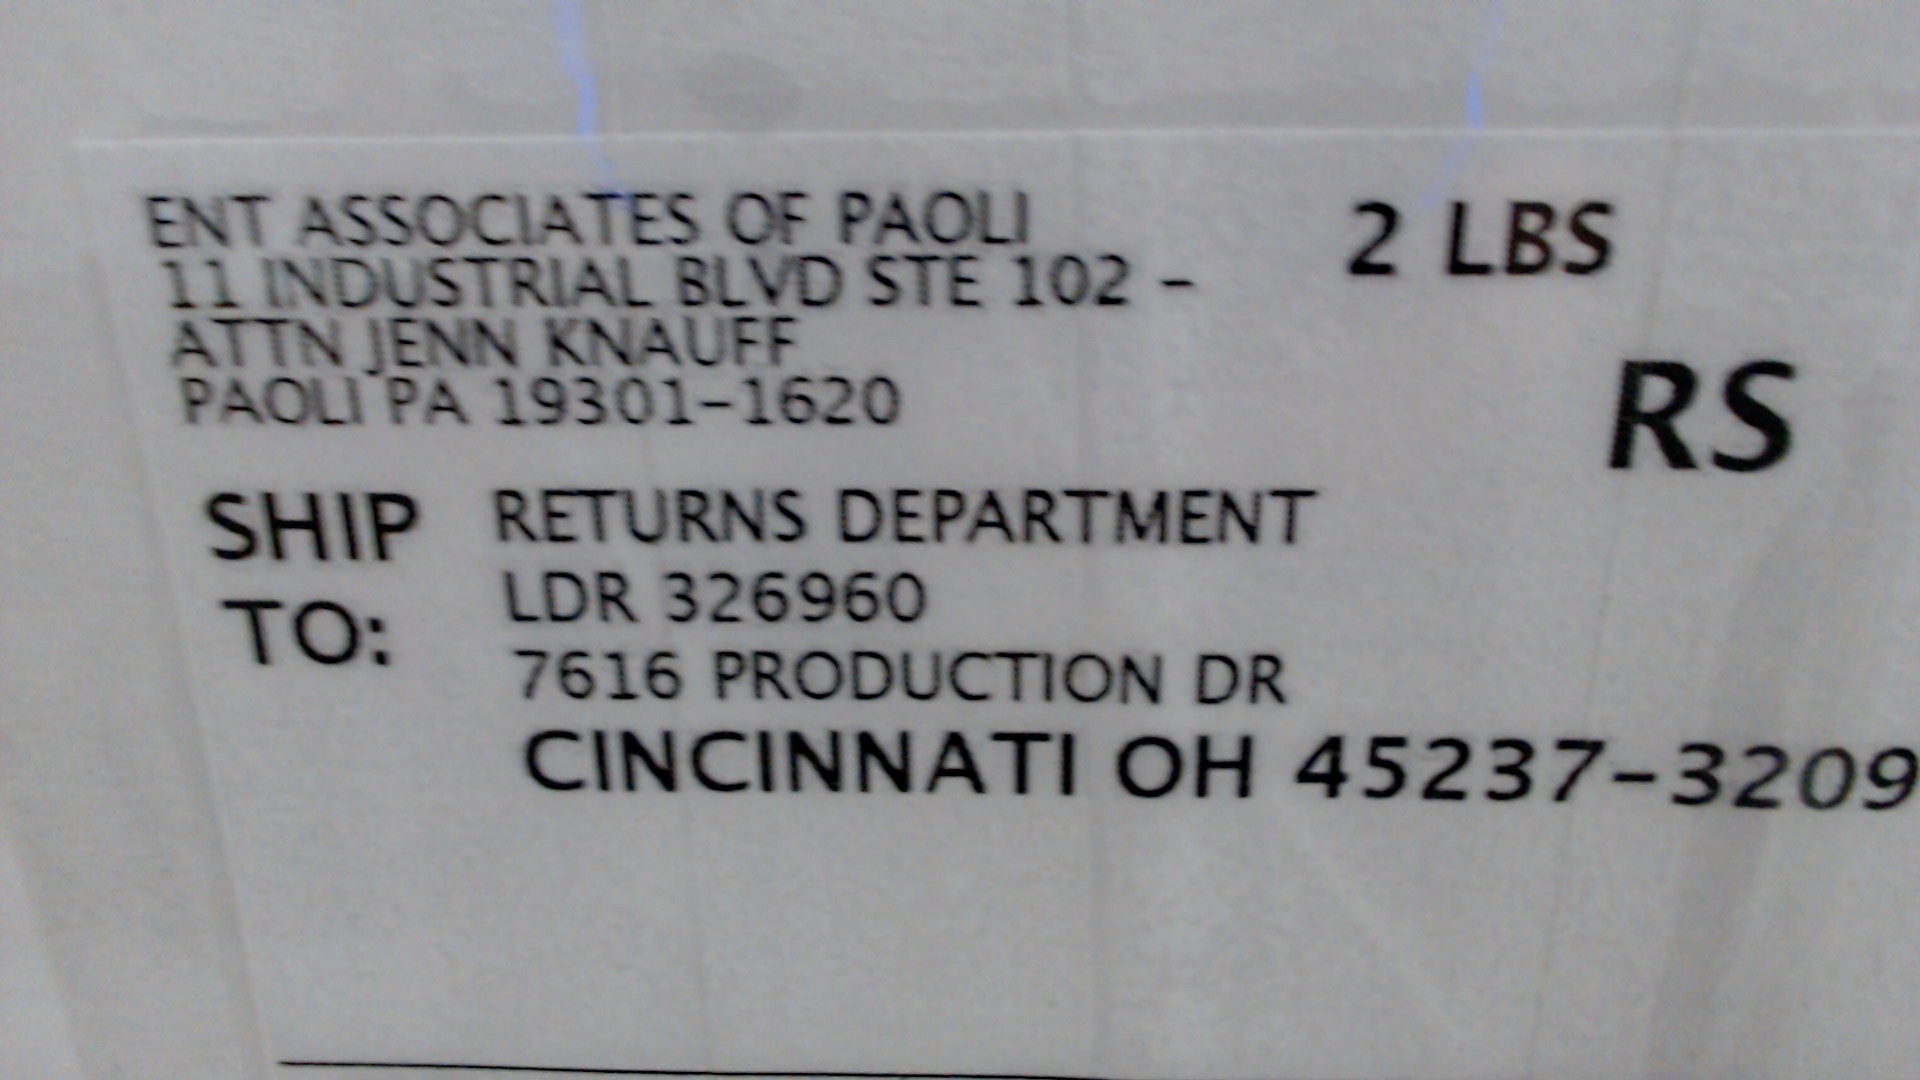 ENT ASSOCIATES OF PAOLI
11 INDUSTRIAL BLVD STE 102 -
ATTN JENN KNAUFF
PAOLI PA 19301-1620
2 LBS
RS
SHIP TO:
RETURNS DEPARTMENT
LDR 326960
7616 PRODUCTION DR
CINCINNATI OH 45237-3209